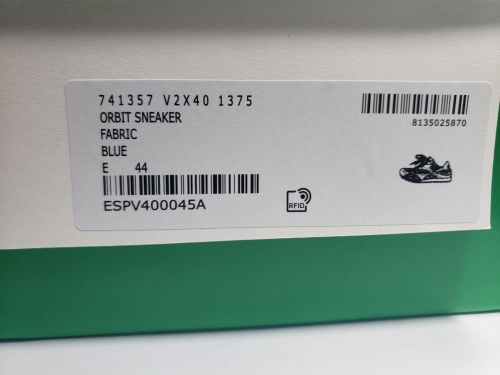 741357 V2X40 1375
ORBIT SNEAKER
FABRIC
BLUE
E 44
ESPV400045A
8135025870
RFID